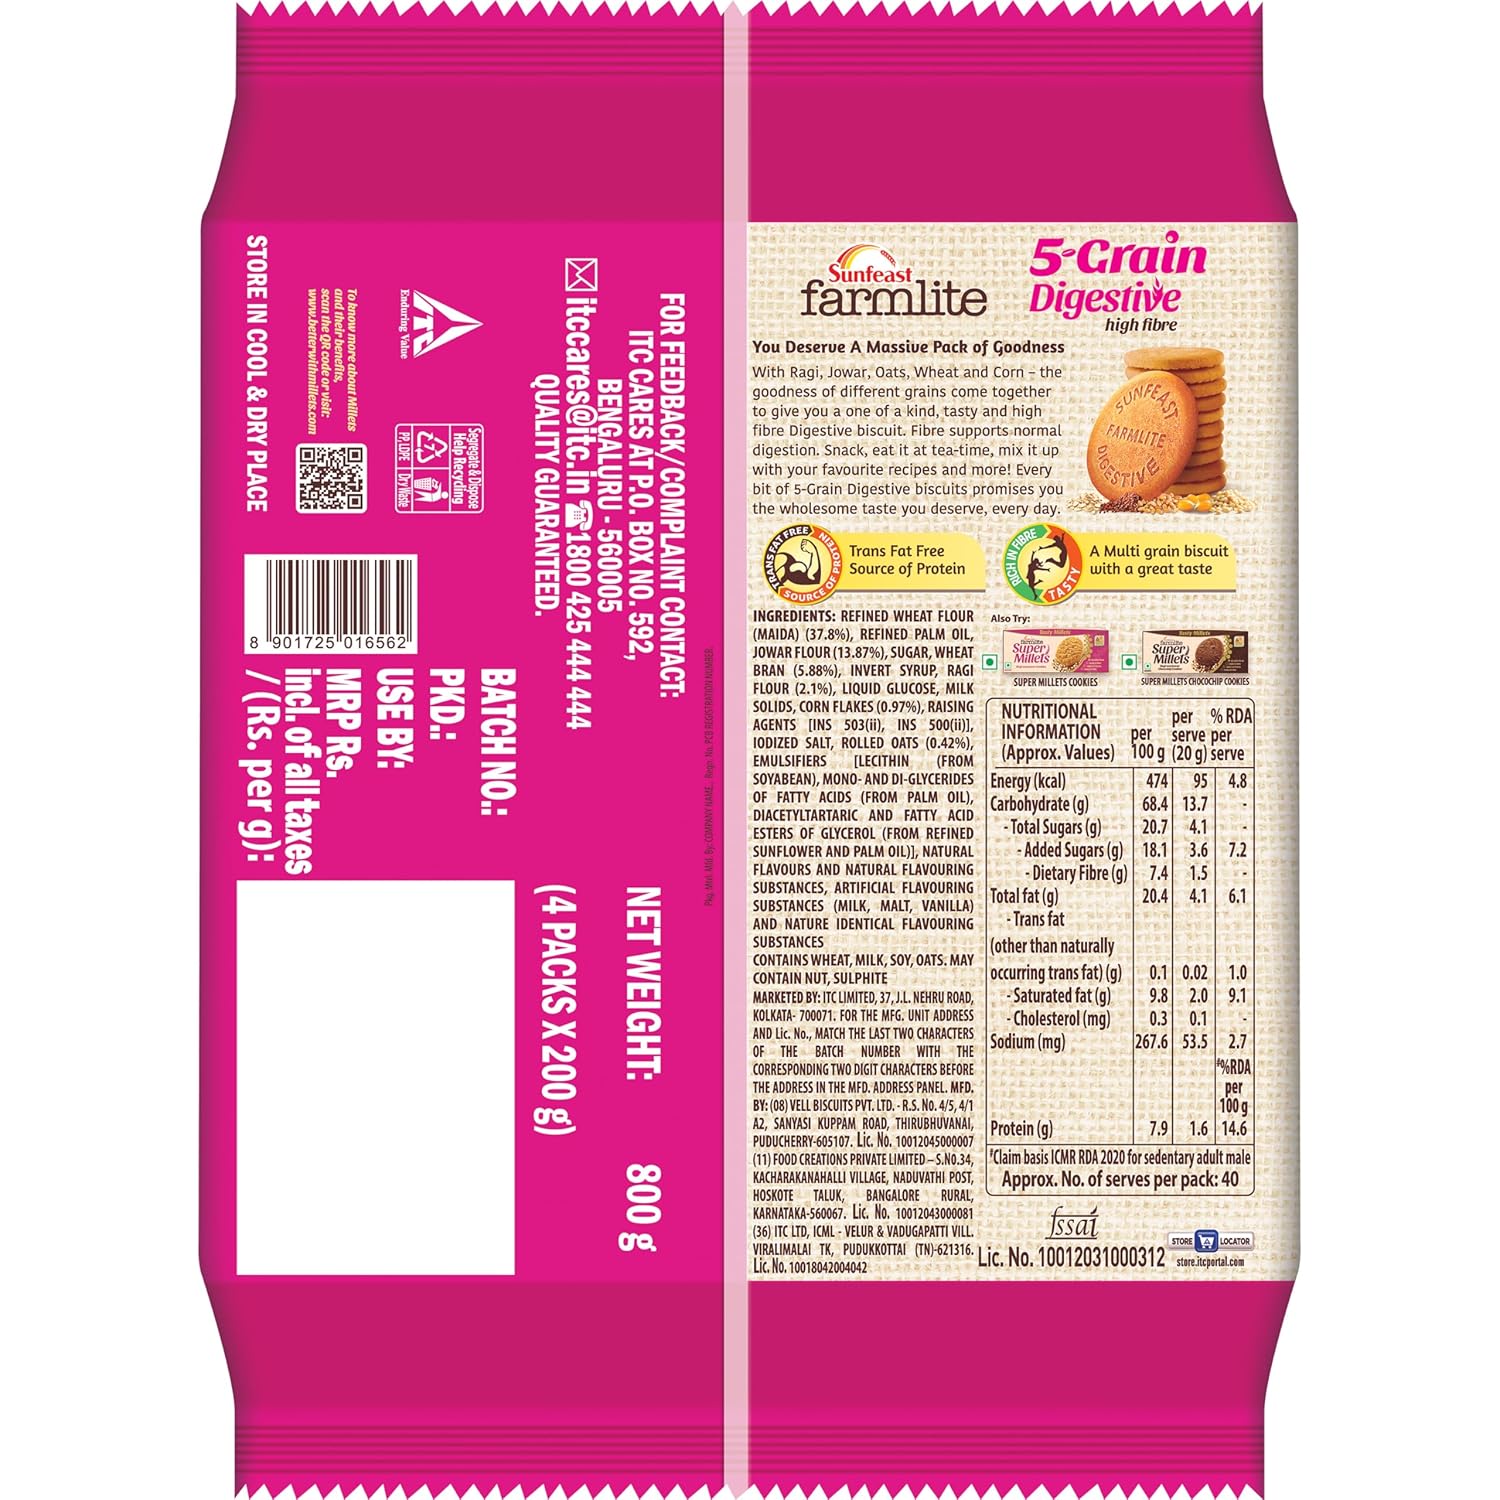 Sunfeast
farmlite
5-Grain
Digestive
high fibre
You Deserve A Massive Pack of Goodness
With Ragi, Jowar, Oats, Wheat and Corn – the
goodness of different grains come together
to give you a one of a kind, tasty and high
fibre Digestive biscuit. Fibre supports normal
digestion. Snack, eat it at tea-time, mix it up
with your favourite recipes and more! Every
bit of 5-Grain Digestive biscuits promises you
the wholesome taste you deserve, every day.
SUNFEAST
FARMLITE
DIGESTIVE
TRANS FAT FREE
SOURCE OF PROTEIN
Trans Fat Free
Source of Protein
RICH IN FIBRE
TASTY
A Multi grain biscuit
with a great taste
INGREDIENTS: REFINED WHEAT FLOUR
(MAIDA) (37.8%), REFINED PALM OIL,
JOWAR FLOUR (13.87%), SUGAR, WHEAT
BRAN (5.88%), INVERT SYRUP, RAGI
FLOUR (2.1%), LIQUID GLUCOSE, MILK
SOLIDS, CORN FLAKES (0.97%), RAISING
AGENTS [INS 503(ii), INS 500(ii)],
IODIZED SALT, ROLLED OATS (0.42%),
EMULSIFIERS [LECITHIN (FROM
SOYABEAN), MONO- AND DI-GLYCERIDES
OF FATTY ACIDS (FROM PALM OIL),
DIACETYLTARTARIC AND FATTY ACID
ESTERS OF GLYCEROL (FROM REFINED
SUNFLOWER AND PALM OIL)], NATURAL
FLAVOURS AND NATURAL FLAVOURING
SUBSTANCES, ARTIFICIAL FLAVOURING
SUBSTANCES (MILK, MALT, VANILLA)
AND NATURE IDENTICAL FLAVOURING
SUBSTANCES
CONTAINS WHEAT, MILK, SOY, OATS. MAY
CONTAIN NUT, SULPHITE
MARKETED BY: ITC LIMITED, 37, J.L. NEHRU ROAD,
KOLKATA- 700071. FOR THE MFG. UNIT ADDRESS
AND Lic. No., MATCH THE LAST TWO CHARACTERS
OF THE BATCH NUMBER WITH THE
CORRESPONDING TWO DIGIT CHARACTERS BEFORE
THE ADDRESS IN THE MFD. ADDRESS PANEL. MFD.
BY: (08) VELL BISCUITS PVT. LTD. - R.S. No. 4/5, 4/1
A2, SANYASI KUPPAM ROAD, THIRUBHUVANAI,
PUDUCHERRY-605107. Lic. No. 10012045000007
(11) FOOD CREATIONS PRIVATE LIMITED – S.No.34,
KACHARAKANAHALLI VILLAGE, NADUVATHI POST,
HOSKOTE TALUK, BANGALORE RURAL,
KARNATAKA-560067. Lic. No. 10012043000081
(36) ITC LTD, ICML - VELUR & VADUGAPATTI VILL.
VIRALIMALAI TK, PUDUKKOTTAI (TN)-621316.
Lic. No. 10018042004042
Also Try:
Super Millets
SUPER MILLETS COOKIES
Super Millets
SUPER MILLETS CHOCOCHIP COOKIES
NUTRITIONAL INFORMATION (Approx. Values) per 100 g per serve (20 g) % RDA per serve
Energy (kcal) 474 95 4.8
Carbohydrate (g) 68.4 13.7 -
- Total Sugars (g) 20.7 4.1 -
- Added Sugars (g) 18.1 3.6 7.2
- Dietary Fibre (g) 7.4 1.5 -
Total fat (g) 20.4 4.1 6.1
- Trans fat
(other than naturally
occurring trans fat) (g) 0.1 0.02 1.0
- Saturated fat (g) 9.8 2.0 9.1
- Cholesterol (mg) 0.3 0.1 -
Sodium (mg) 267.6 53.5 2.7
#%RDA
per
100 g
Protein (g) 7.9 1.6 14.6
#Claim basis ICMR RDA 2020 for sedentary adult male
Approx. No. of serves per pack: 40
fssai
Lic. No. 10012031000312
STORE LOCATOR
store.itcportal.com
FOR FEEDBACK/COMPLAINT CONTACT:
ITC CARES AT P.O. BOX NO. 592,
BENGALURU - 560005
itccares@itc.in 1800 425 444 444
QUALITY GUARANTEED.
ITC
Enduring Value
Segregate & Dispose
Help Recycling
PP, LDPE Dry Waste
To know more about Millets
and their benefits,
scan the QR code or visit:
www.betterwithmillets.com
STORE IN COOL & DRY PLACE
8 901725 016562
BATCH NO.:
PKD.:
USE BY:
MRP RS.
incl. of all taxes
/ (Rs. per g):
NET WEIGHT: 800 g
(4 PACKS X 200 g)
Pkg. Mtrl. Mfd. By: COMPANY NAME, Regn. No. PCB REGISTRATION NUMBER.